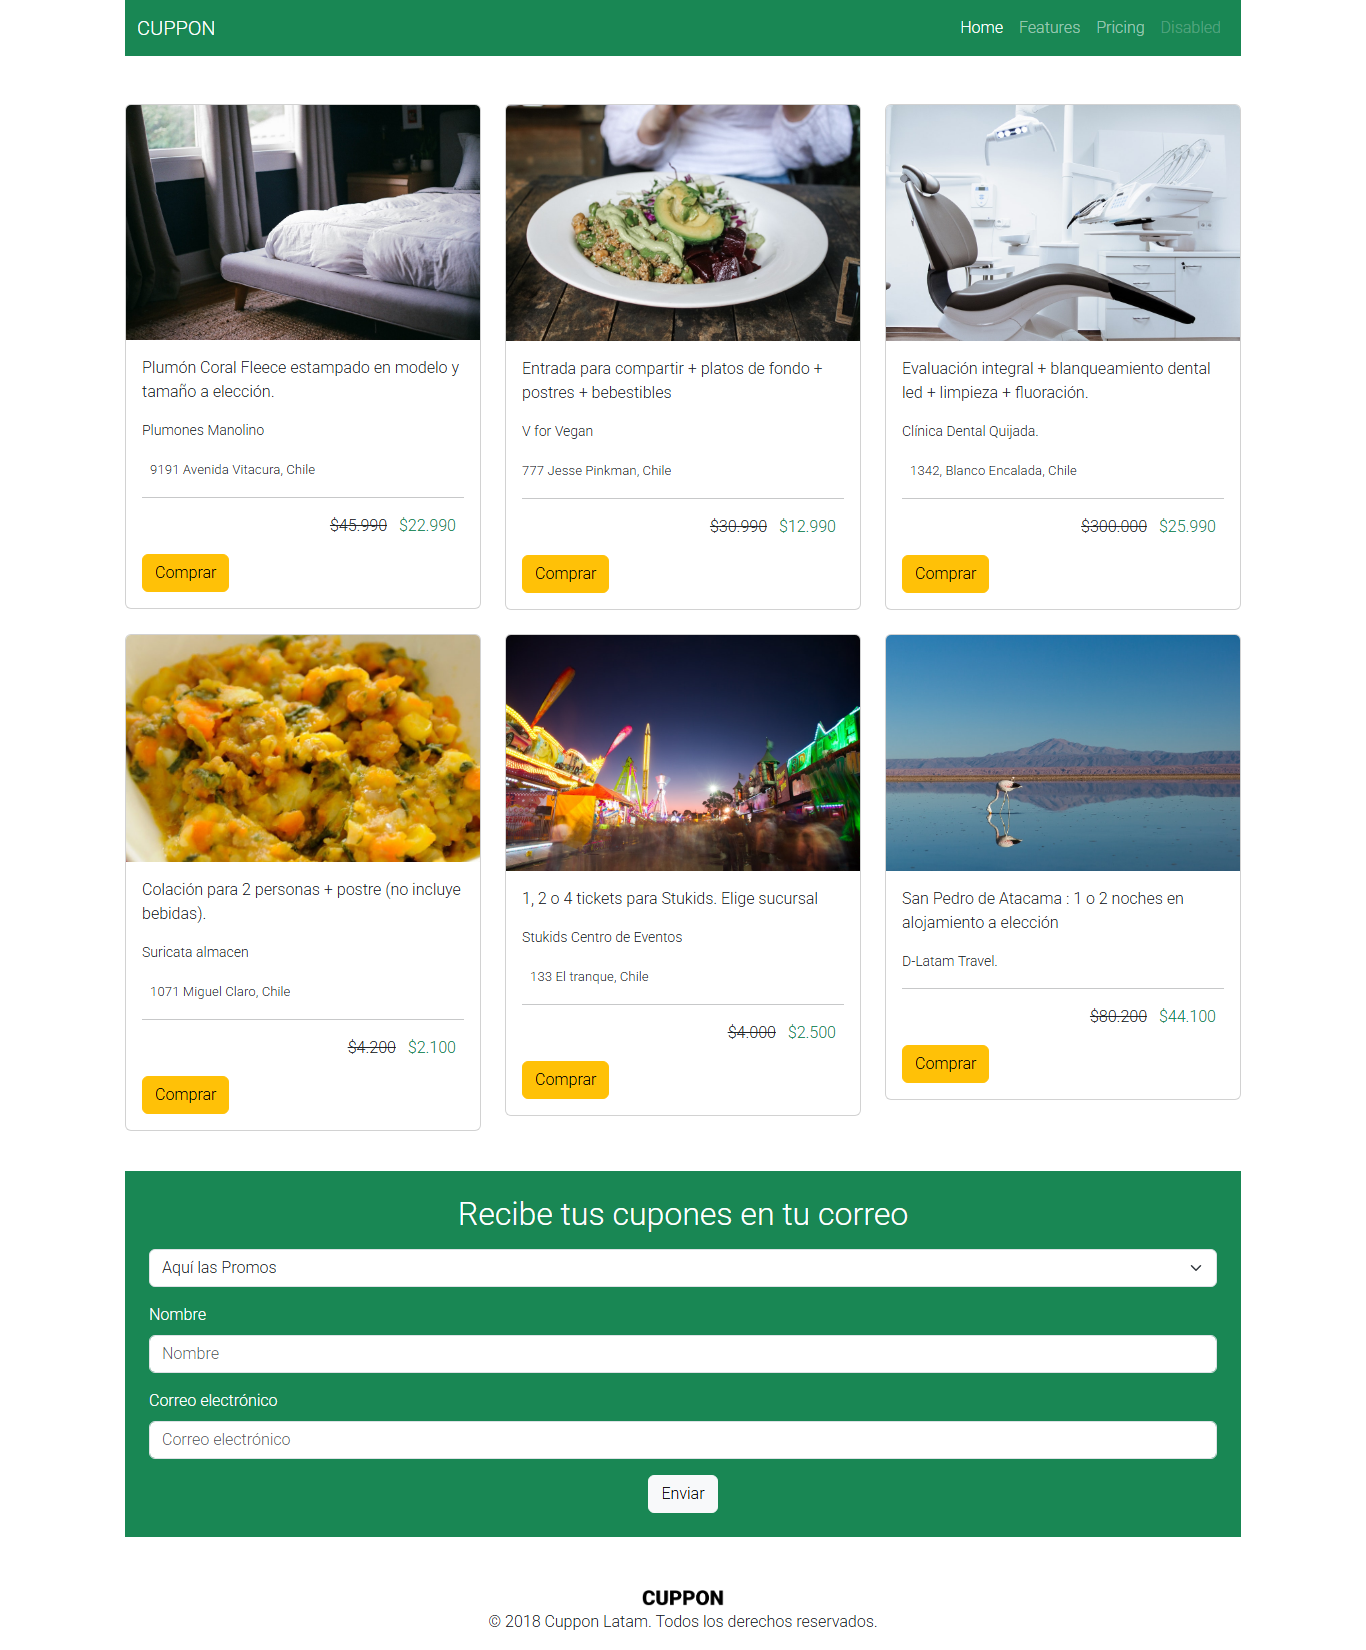 CUPPON
Home Features Pricing Disabled
Plumón Coral Fleece estampado en modelo y
tamaño a elección.
Plumones Manolino
9191 Avenida Vitacura, Chile
$45.990 $22.990
Comprar
Entrada para compartir + platos de fondo +
postres + bebestibles
V for Vegan
777 Jesse Pinkman, Chile
$30.990 $12.990
Comprar
Evaluación integral + blanqueamiento dental
led + limpieza + fluoración.
Clínica Dental Quijada.
1342, Blanco Encalada, Chile
$300.000 $25.990
Comprar
Colación para 2 personas + postre (no incluye
bebidas).
Suricata almacen
1071 Miguel Claro, Chile
$4.200 $2.100
Comprar
1, 2 o 4 tickets para Stukids. Elige sucursal
Stukids Centro de Eventos
133 El tranque, Chile
$4.000 $2.500
Comprar
San Pedro de Atacama : 1 o 2 noches en
alojamiento a elección
D-Latam Travel.
$80.200 $44.100
Comprar
Recibe tus cupones en tu correo
Aquí las Promos
Nombre
Nombre
Correo electrónico
Correo electrónico
Enviar
CUPPON
© 2018 Cuppon Latam. Todos los derechos reservados.